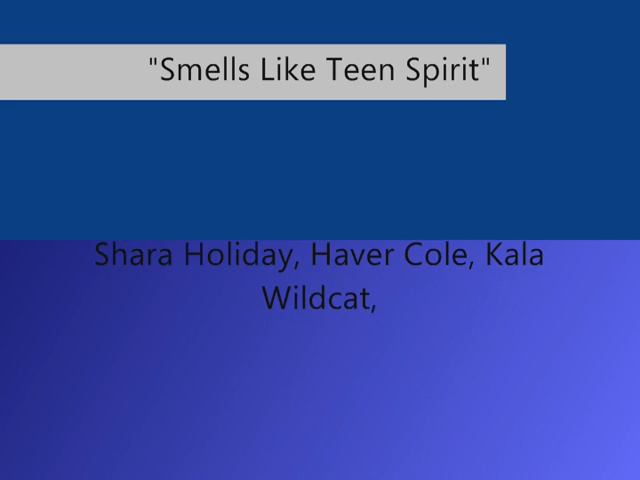 "Smells Like Teen Spirit"
Shara Holiday, Haver Cole, Kala
Wildcat,